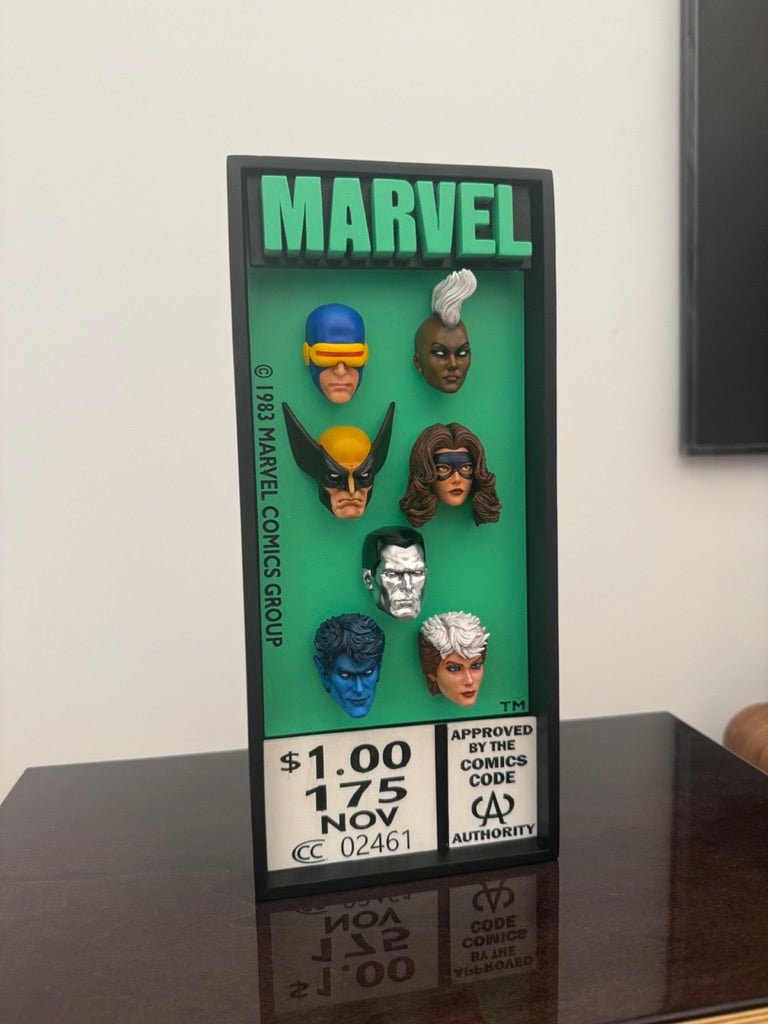 MARVEL
© 1983 MARVEL COMICS GROUP
TM
$1.00
175
NOV
CC 02461
APPROVED
BY THE
COMICS
CODE
CA
AUTHORITY